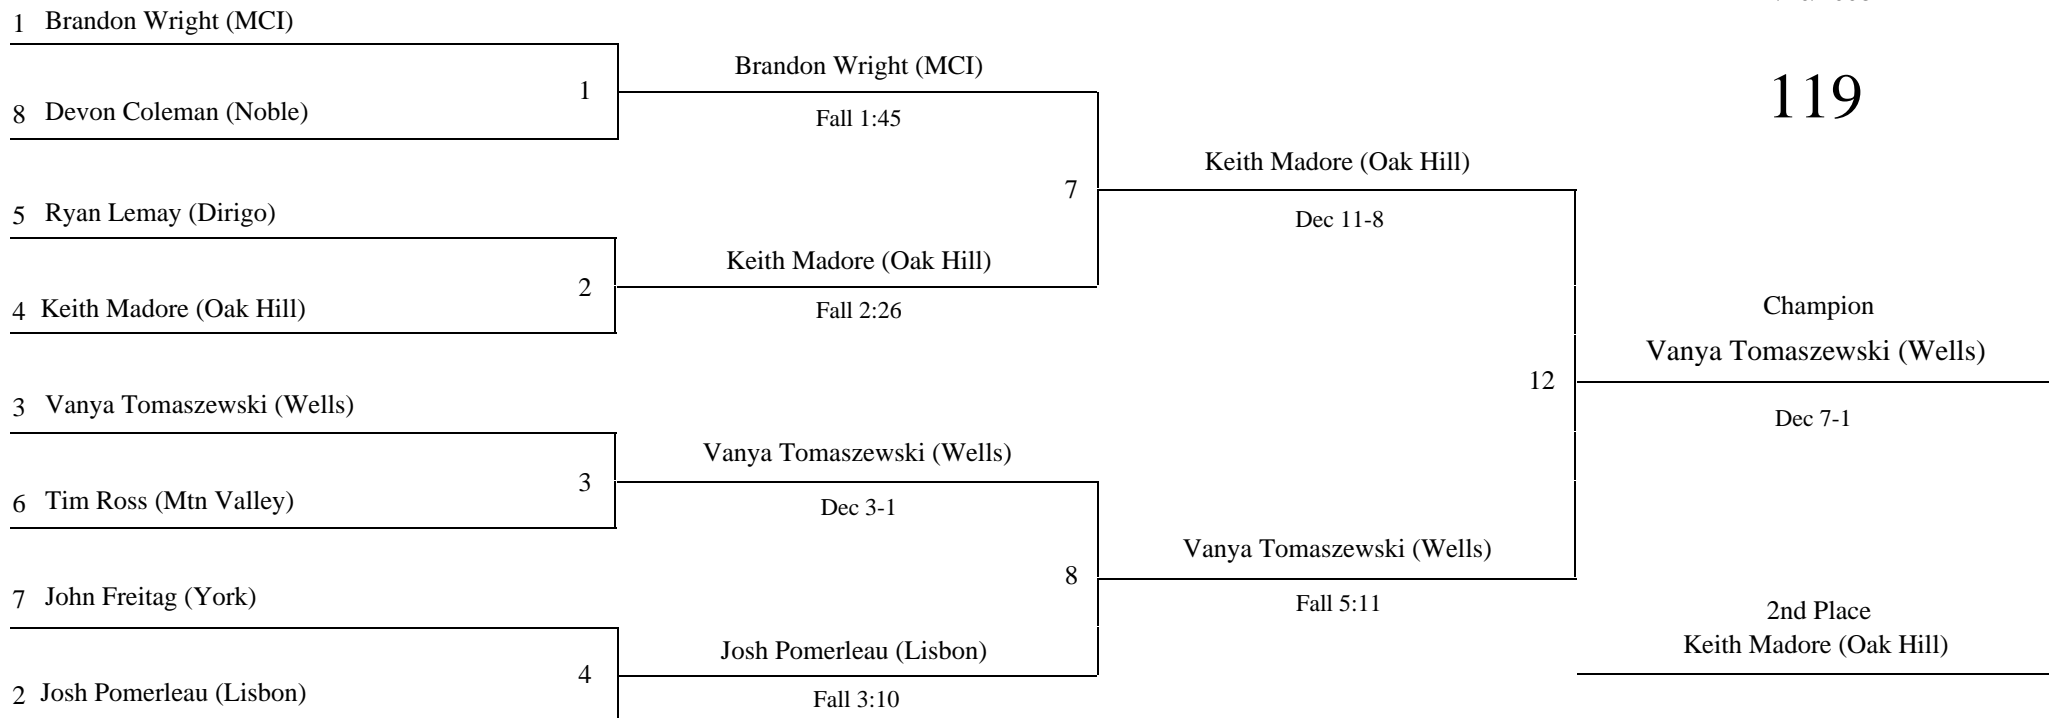 1 Brandon Wright (MCI)
Brandon Wright (MCI)
1
119
8 Devon Coleman (Noble)
Fall 1:45
Keith Madore (Oak Hill)
7
5 Ryan Lemay (Dirigo)
Dec 11-8
Keith Madore (Oak Hill)
2
4 Keith Madore (Oak Hill)
Fall 2:26
Champion
Vanya Tomaszewski (Wells)
12
3 Vanya Tomaszewski (Wells)
Dec 7-1
Vanya Tomaszewski (Wells)
3
6 Tim Ross (Mtn Valley)
Dec 3-1
Vanya Tomaszewski (Wells)
8
7 John Freitag (York)
Fall 5:11
2nd Place
Keith Madore (Oak Hill)
Josh Pomerleau (Lisbon)
4
2 Josh Pomerleau (Lisbon)
Fall 3:10